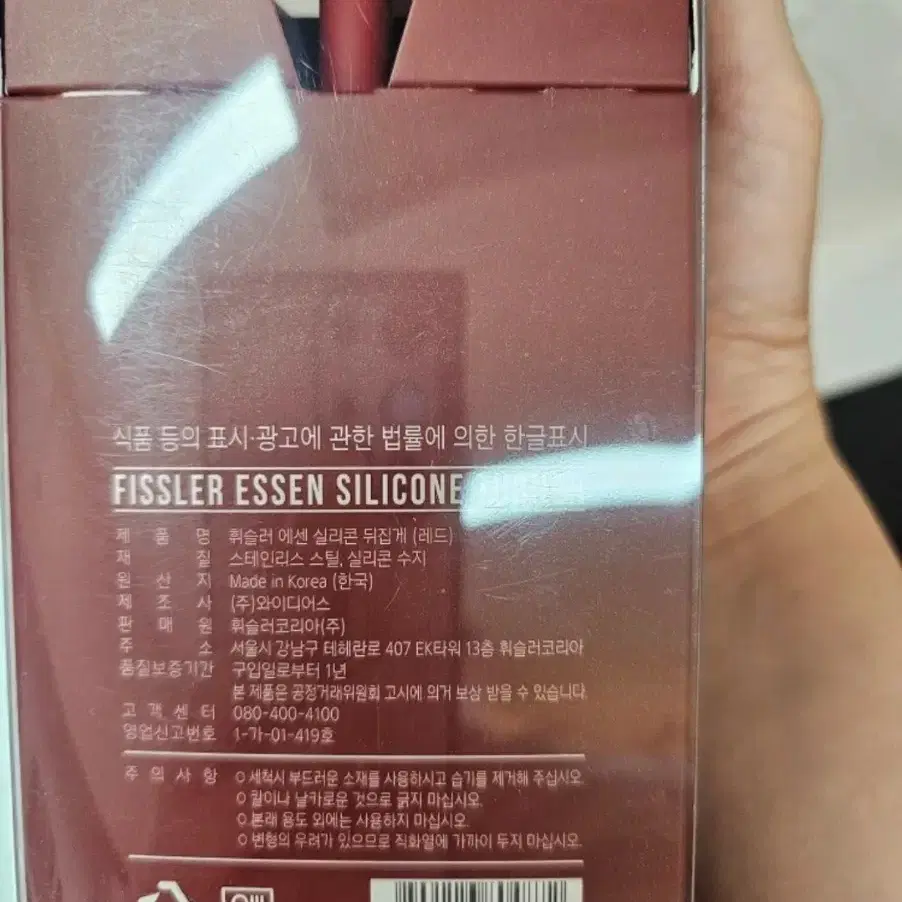 식품 등의 표시·광고에 관한 법률에 의한 한글표시
FISSLER ESSEN SILICONE
제 품 명 휘슬러 에센 실리콘 뒤집게 (레드)
재 질 스테인리스 스틸, 실리콘 수지
원 산 지 Made in Korea (한국)
제 조 사 (주)와이디어스
판 매 원 휘슬러코리아(주)
주 소 서울시 강남구 테헤란로 407 EK타워 13층 휘슬러코리아
품질보증기간 구입일로부터 1년
본 제품은 공정거래위원회 고시에 의거 보상 받을 수 있습니다.
고 객 센 터 080-400-4100
영업신고번호 1-가-01-419호
주 의 사 항 ㅇ세척시 부드러운 소재를 사용하시고 습기를 제거해 주십시오.
ㅇ칼이나 날카로운 것으로 긁지 마십시오.
ㅇ본래 용도 외에는 사용하지 마십시오.
ㅇ변형의 우려가 있으므로 직화열에 가까이 두지 마십시오.